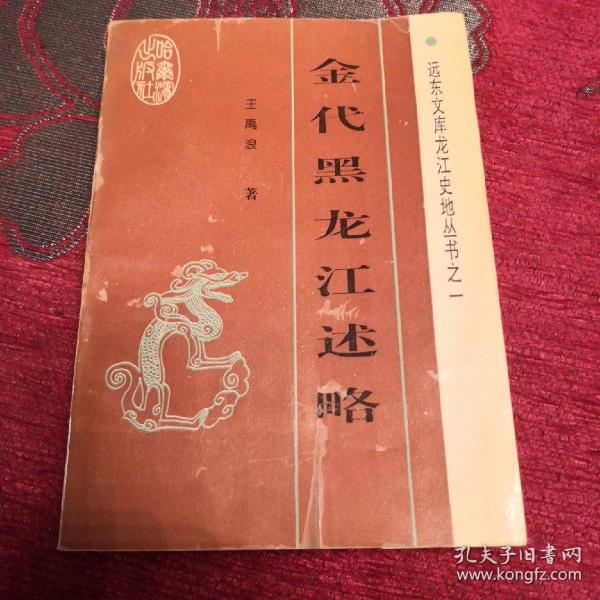 远东文库龙江史地丛书之一
金代黑龙江述略
王禹浪 著
哈尔滨出版社
孔夫子旧书网
www.kongfz.com